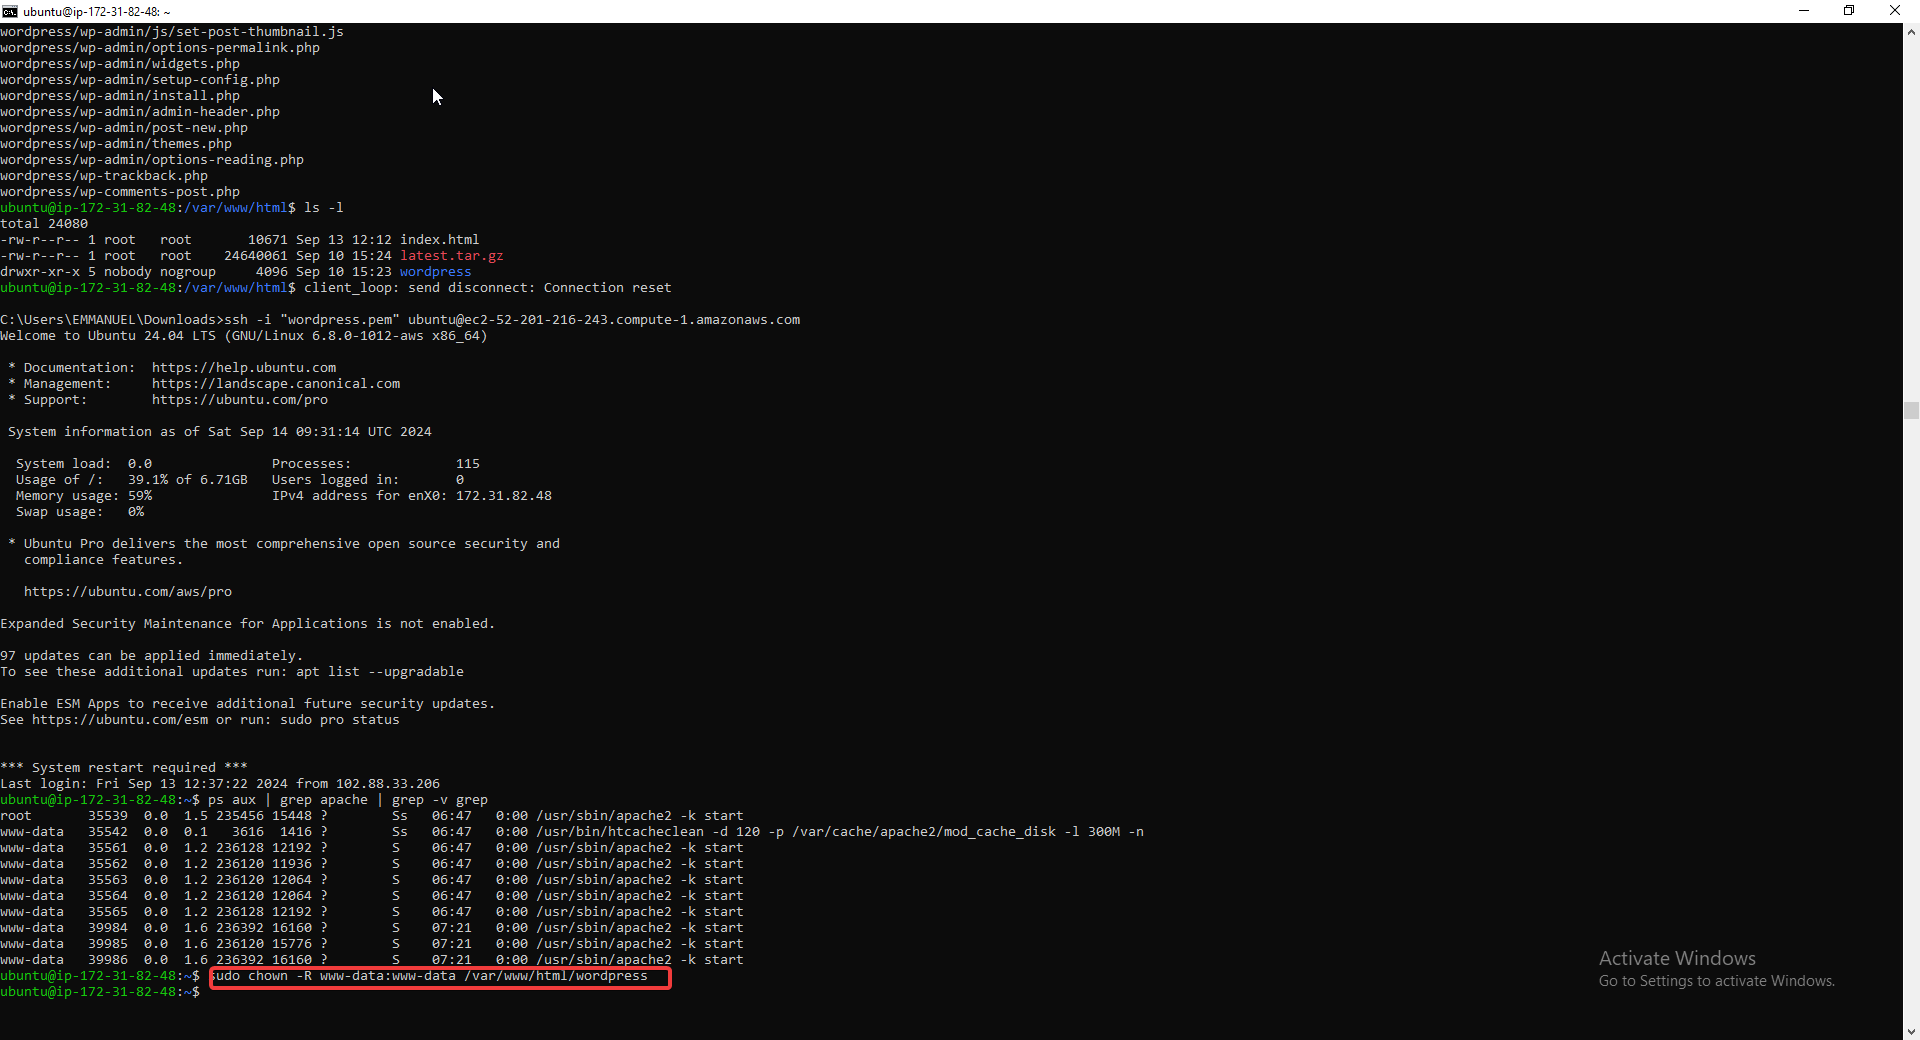 ubuntu@ip-172-31-82-48: ~
wordpress/wp-admin/js/set-post-thumbnail.js
wordpress/wp-admin/options-permalink.php
wordpress/wp-admin/widgets.php
wordpress/wp-admin/setup-config.php
wordpress/wp-admin/install.php
wordpress/wp-admin/admin-header.php
wordpress/wp-admin/post-new.php
wordpress/wp-admin/themes.php
wordpress/wp-admin/options-reading.php
wordpress/wp-trackback.php
wordpress/wp-comments-post.php
ubuntu@ip-172-31-82-48:/var/www/html$ ls -l
total 24080
-rw-r--r-- 1 root   root       10671 Sep 13 12:12 index.html
-rw-r--r-- 1 root   root    24640061 Sep 10 15:24 latest.tar.gz
drwxr-xr-x 5 nobody nogroup     4096 Sep 10 15:23 wordpress
ubuntu@ip-172-31-82-48:/var/www/html$ client_loop: send disconnect: Connection reset
C:\Users\EMMANUEL\Downloads>ssh -i "wordpress.pem" ubuntu@ec2-52-201-216-243.compute-1.amazonaws.com
Welcome to Ubuntu 24.04 LTS (GNU/Linux 6.8.0-1012-aws x86_64)
* Documentation:  https://help.ubuntu.com
* Management:     https://landscape.canonical.com
* Support:        https://ubuntu.com/pro
System information as of Sat Sep 14 09:31:14 UTC 2024
System load:  0.0               Processes:             115
Usage of /:   39.1% of 6.71GB   Users logged in:       0
Memory usage: 59%               IPv4 address for enX0: 172.31.82.48
Swap usage:   0%
* Ubuntu Pro delivers the most comprehensive open source security and
compliance features.
https://ubuntu.com/aws/pro
Expanded Security Maintenance for Applications is not enabled.
97 updates can be applied immediately.
To see these additional updates run: apt list --upgradable
Enable ESM Apps to receive additional future security updates.
See https://ubuntu.com/esm or run: sudo pro status
*** System restart required ***
Last login: Fri Sep 13 12:37:22 2024 from 102.88.33.206
ubuntu@ip-172-31-82-48:~$ ps aux | grep apache | grep -v grep
root       35539  0.0  1.5 235456 15448 ?        Ss   06:47   0:00 /usr/sbin/apache2 -k start
www-data   35542  0.0  0.1   3616  1416 ?        Ss   06:47   0:00 /usr/bin/htcacheclean -d 120 -p /var/cache/apache2/mod_cache_disk -l 300M -n
www-data   35561  0.0  1.2 236128 12192 ?        S    06:47   0:00 /usr/sbin/apache2 -k start
www-data   35562  0.0  1.2 236120 11936 ?        S    06:47   0:00 /usr/sbin/apache2 -k start
www-data   35563  0.0  1.2 236120 12064 ?        S    06:47   0:00 /usr/sbin/apache2 -k start
www-data   35564  0.0  1.2 236120 12064 ?        S    06:47   0:00 /usr/sbin/apache2 -k start
www-data   35565  0.0  1.2 236128 12192 ?        S    06:47   0:00 /usr/sbin/apache2 -k start
www-data   39984  0.0  1.6 236392 16160 ?        S    07:21   0:00 /usr/sbin/apache2 -k start
www-data   39985  0.0  1.6 236120 15776 ?        S    07:21   0:00 /usr/sbin/apache2 -k start
www-data   39986  0.0  1.6 236392 16160 ?        S    07:21   0:00 /usr/sbin/apache2 -k start
ubuntu@ip-172-31-82-48:~$ sudo chown -R www-data:www-data /var/www/html/wordpress
ubuntu@ip-172-31-82-48:~$
Activate Windows
Go to Settings to activate Windows.